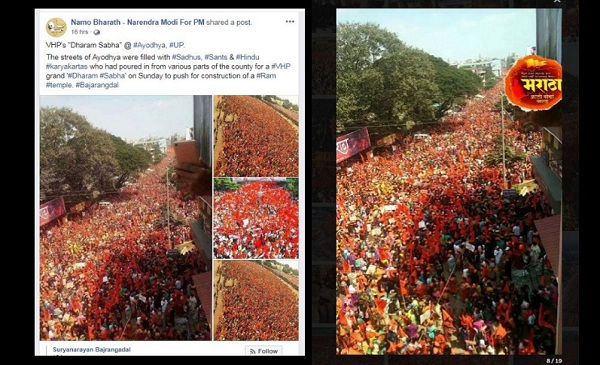 Namo Bharath - Narendra Modi For PM shared a post.
16 hrs ·
VHP's "Dharam Sabha" @ #Ayodhya, #UP.
The streets of Ayodhya were filled with #Sadhus, #Sants & #Hindu
#karyakartas who had poured in from various parts of the county for a #VHP
grand '#Dharam #Sabha" on Sunday to push for construction of a #Ram
#temple. #Bajarangdal
Suryanarayan Bajrangadal
Follow
मराठा
8 / 19